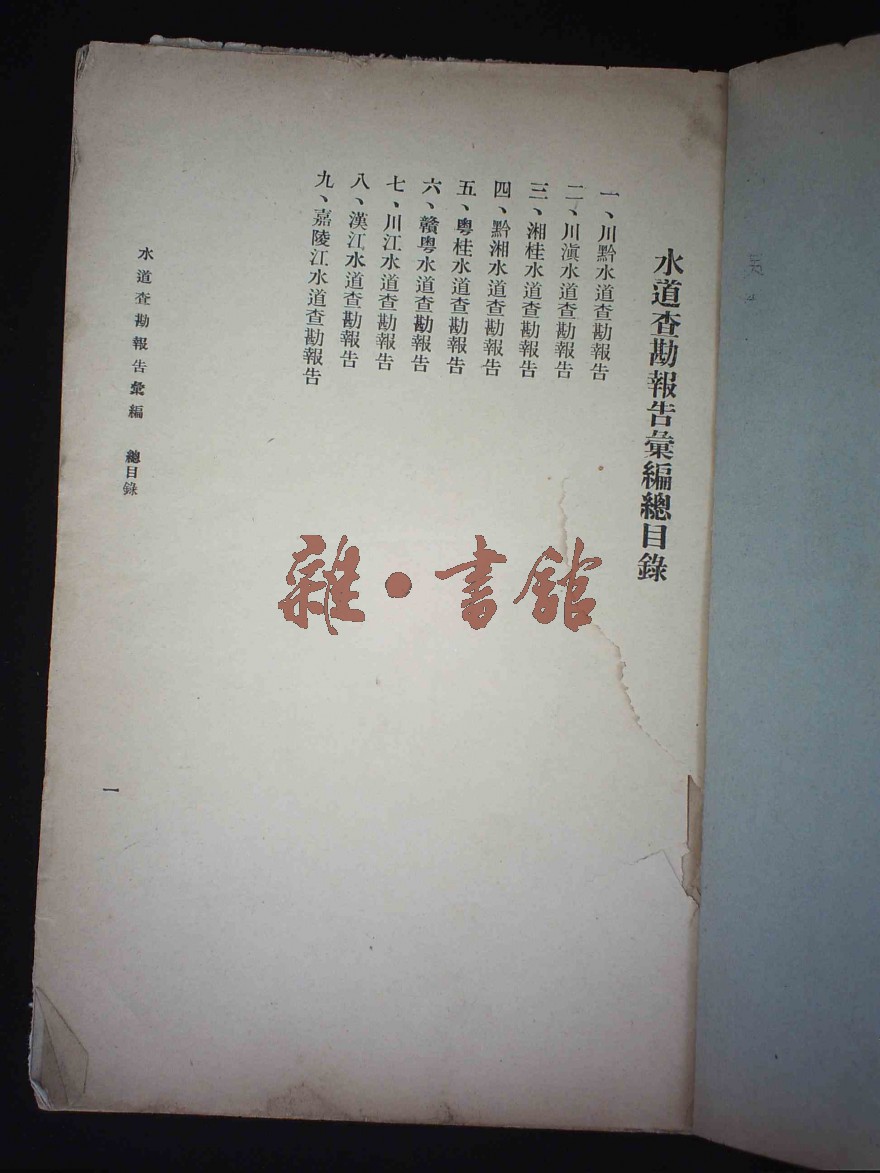 水道查勘報告彙編總目錄
一、川黔水道查勘報告
二、川滇水道查勘報告
三、湘桂水道查勘報告
四、黔湘水道查勘報告
五、粵桂水道查勘報告
六、贛粵水道查勘報告
七、川江水道查勘報告
八、漢江水道查勘報告
九、嘉陵江水道查勘報告
水道查勘報告彙編 總目錄
一
雜·書館